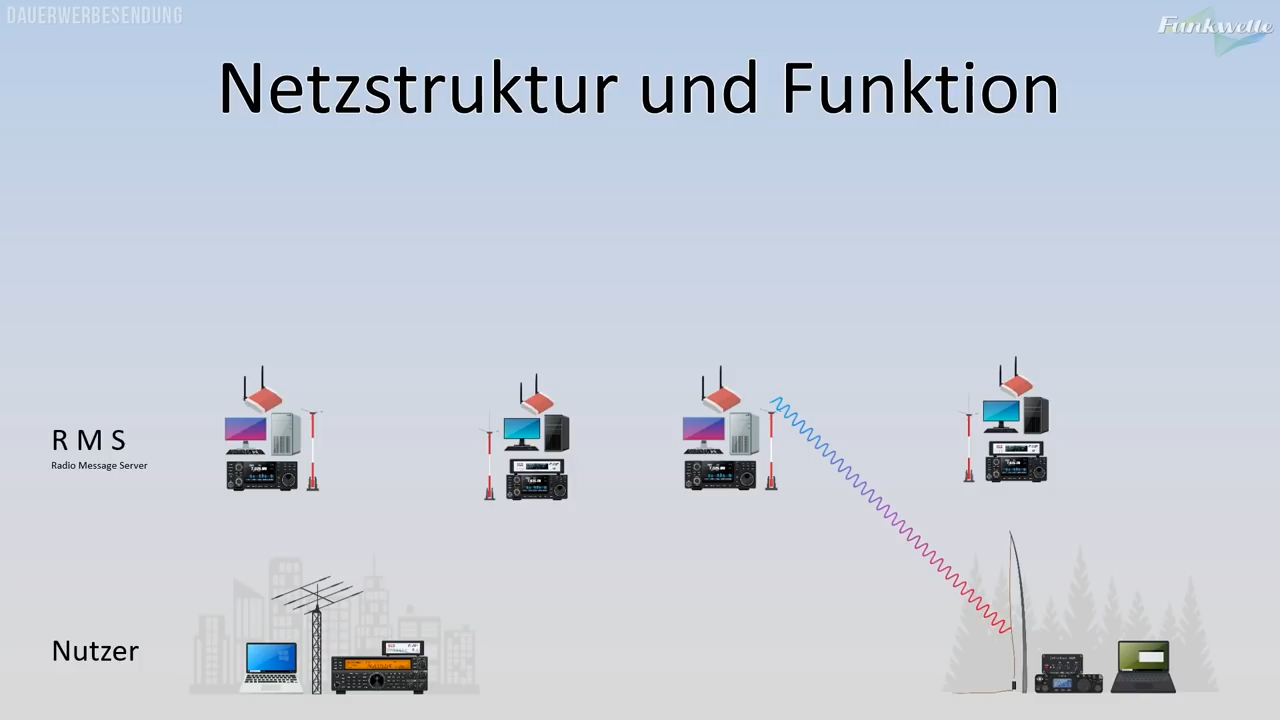 DAUERWERBESENDUNG
Funkwelle
Netzstruktur und Funktion
R M S
Radio Message Server
Nutzer